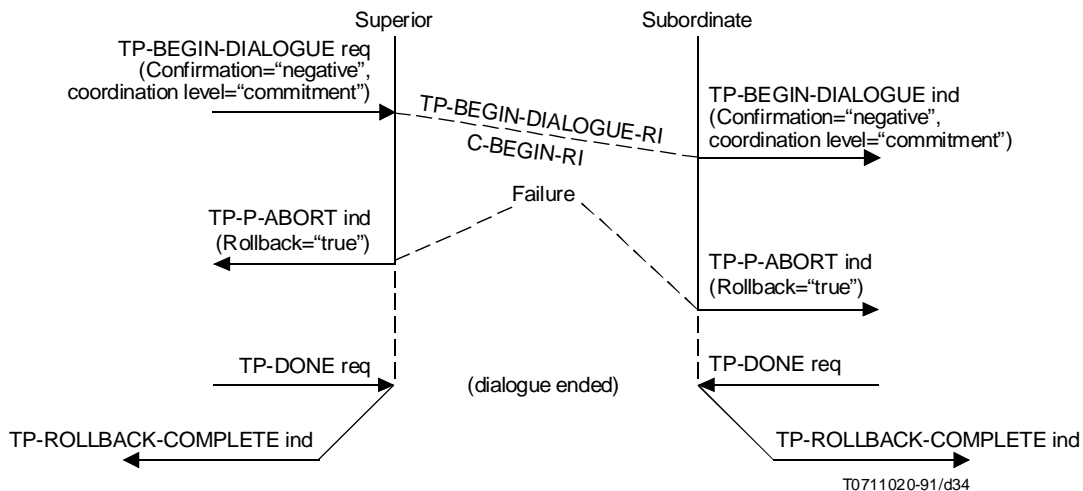 Superior
Subordinate
TP-BEGIN-DIALOGUE req
(Confirmation=“negative”,
coordination level=“commitment”)
TP-BEGIN-DIALOGUE-RI
C-BEGIN-RI
TP-BEGIN-DIALOGUE ind
(Confirmation=“negative”,
coordination level=“commitment”)
Failure
TP-P-ABORT ind
(Rollback=“true”)
TP-P-ABORT ind
(Rollback=“true”)
TP-DONE req
(dialogue ended)
TP-DONE req
TP-ROLLBACK-COMPLETE ind
TP-ROLLBACK-COMPLETE ind
T0711020-91/d34